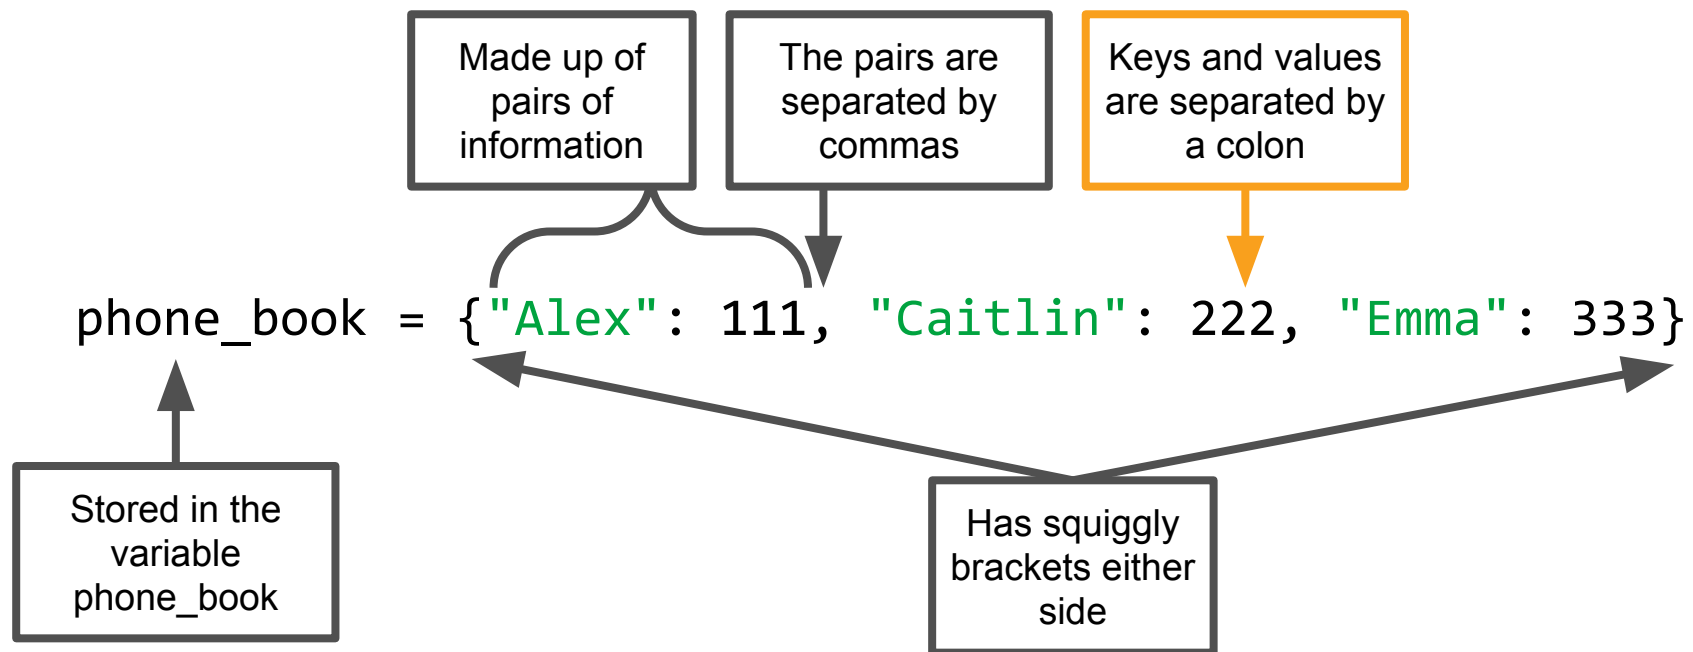 Made up of
pairs of
information
The pairs are
separated by
commas
Keys and values
are separated by
a colon
phone_book = {"Alex": 111, "Caitlin": 222, "Emma": 333}
Stored in the
variable
phone_book
Has squiggly
brackets either
side